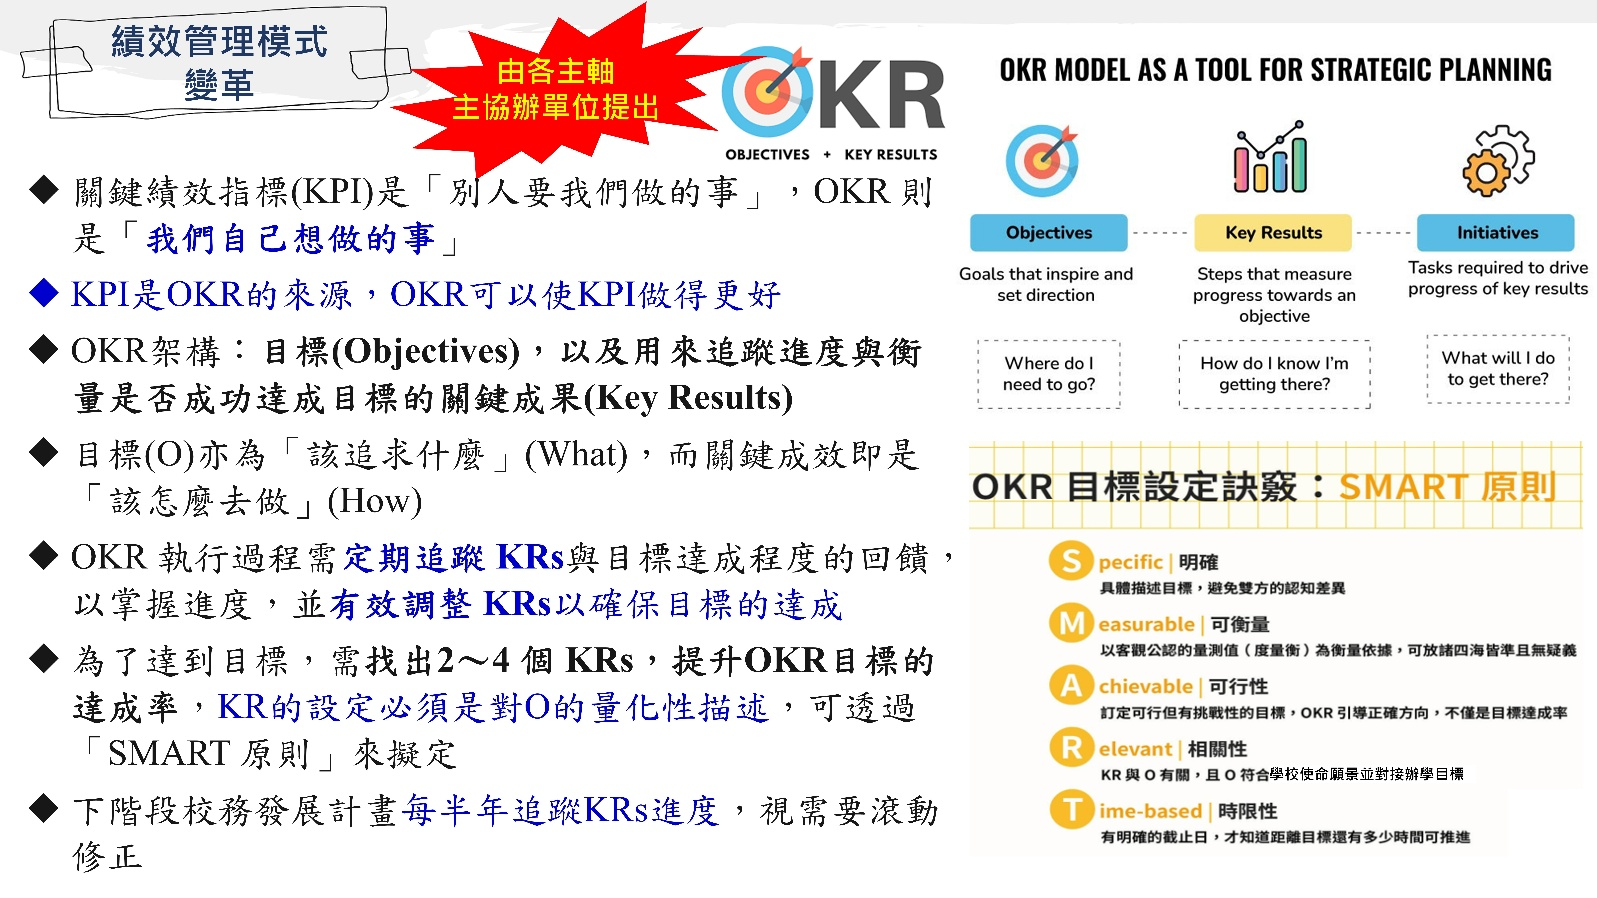 績效管理模式
變革
由各主軸
主協辦單位提出
OKR
OBJECTIVES + KEY RESULTS
◆ 關鍵績效指標(KPI)是「別人要我們做的事」，OKR 則
是「我們自己想做的事」
◆ KPI是OKR的來源，OKR可以使KPI做得更好
◆ OKR架構：目標(Objectives)，以及用來追蹤進度與衡
量是否成功達成目標的關鍵成果(Key Results)
◆ 目標(O)亦為「該追求什麼」(What)，而關鍵成效即是
「該怎麼去做」(How)
◆ OKR 執行過程需定期追蹤 KRs與目標達成程度的回饋，
以掌握進度，並有效調整 KRs以確保目標的達成
◆ 為了達到目標，需找出2～4 個 KRs，提升OKR目標的
達成率，KR的設定必須是對O的量化性描述，可透過
「SMART 原則」來擬定
◆ 下階段校務發展計畫每半年追蹤KRs進度，視需要滾動
修正
OKR MODEL AS A TOOL FOR STRATEGIC PLANNING
Objectives
Goals that inspire and
set direction
Where do I
need to go?
Key Results
Steps that measure
progress towards an
objective
How do I know I'm
getting there?
Initiatives
Tasks required to drive
progress of key results
What will I do
to get there?
OKR 目標設定訣竅：SMART 原則
Specific | 明確
具體描述目標，避免雙方的認知差異
Measurable | 可衡量
以客觀公認的量測值（度量衡）為衡量依據，可放諸四海皆準且無疑義
Achievable | 可行性
訂定可行但有挑戰性的目標，OKR 引導正確方向，不僅是目標達成率
Relevant | 相關性
KR 與 O 有關，且 O 符合學校使命願景並對接辦學目標
Time-based | 時限性
有明確的截止日，才知道距離目標還有多少時間可推進